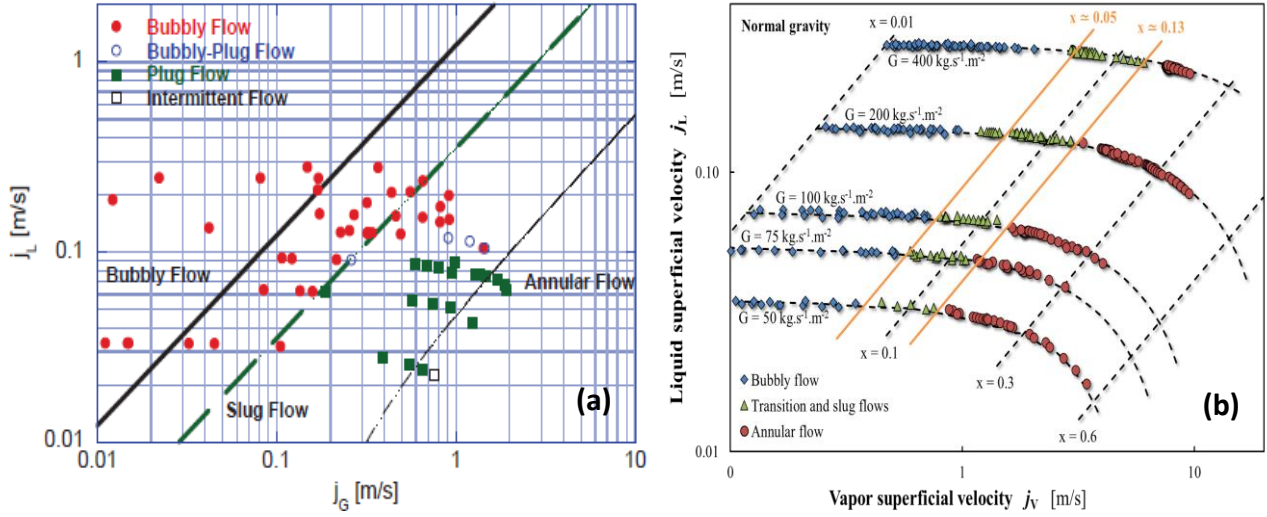 Bubbly Flow
Bubbly-Plug Flow
Plug Flow
Intermittent Flow
1
0.1
0.01
j_L [m/s]
Bubbly Flow
Annular Flow
Slug Flow
(a)
0.01
0.1
1
10
j_G [m/s]
Normal gravity
x = 0.01
x ≃ 0.05
x ≃ 0.13
G = 400 kg.s⁻¹.m⁻²
G = 200 kg.s⁻¹.m⁻²
G = 100 kg.s⁻¹.m⁻²
G = 75 kg.s⁻¹.m⁻²
G = 50 kg.s⁻¹.m⁻²
x = 0.1
x = 0.3
x = 0.6
Bubbly flow
Transition and slug flows
Annular flow
(b)
0.10
0.01
Liquid superficial velocity j_L [m/s]
0
1
10
Vapor superficial velocity j_V [m/s]